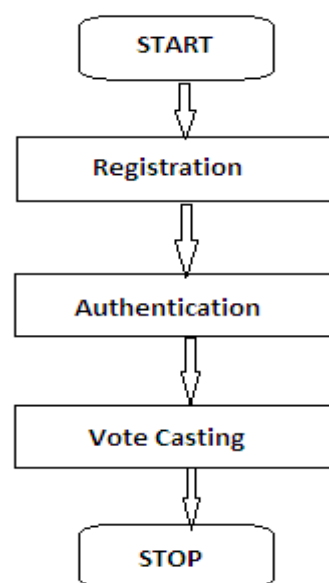 START
Registration
Authentication
Vote Casting
STOP